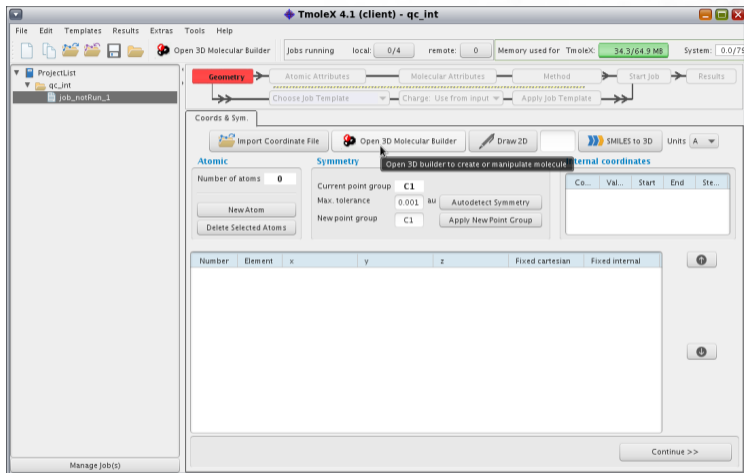 TmoleX 4.1 (client) - qc_int
File Edit Templates Results Extras Tools Help
Open 3D Molecular Builder Jobs running local: 0/4 remote: 0 Memory used for TmoleX: 34.3/64.9 MB System: 0.0/75
ProjectList
qc_int
job_notRun_1
Geometry Atomic Attributes Molecular Attributes Method Start Job Results
Choose Job Template Charge: Use from input Apply Job Template
Coords & Sym.
Import Coordinate File Open 3D Molecular Builder Draw 2D SMILES to 3D Units A
Open 3D builder to create or manipulate molecule
Atomic Symmetry ternal coordinates
Number of atoms 0
Current point group C1
Co... Val... Start End Ste...
Max. tolerance 0.001 au Autodetect Symmetry
New Atom
New point group C1 Apply New Point Group
Delete Selected Atoms
Number Element x y z Fixed cartesian Fixed internal
Continue >>
Manage Job(s)